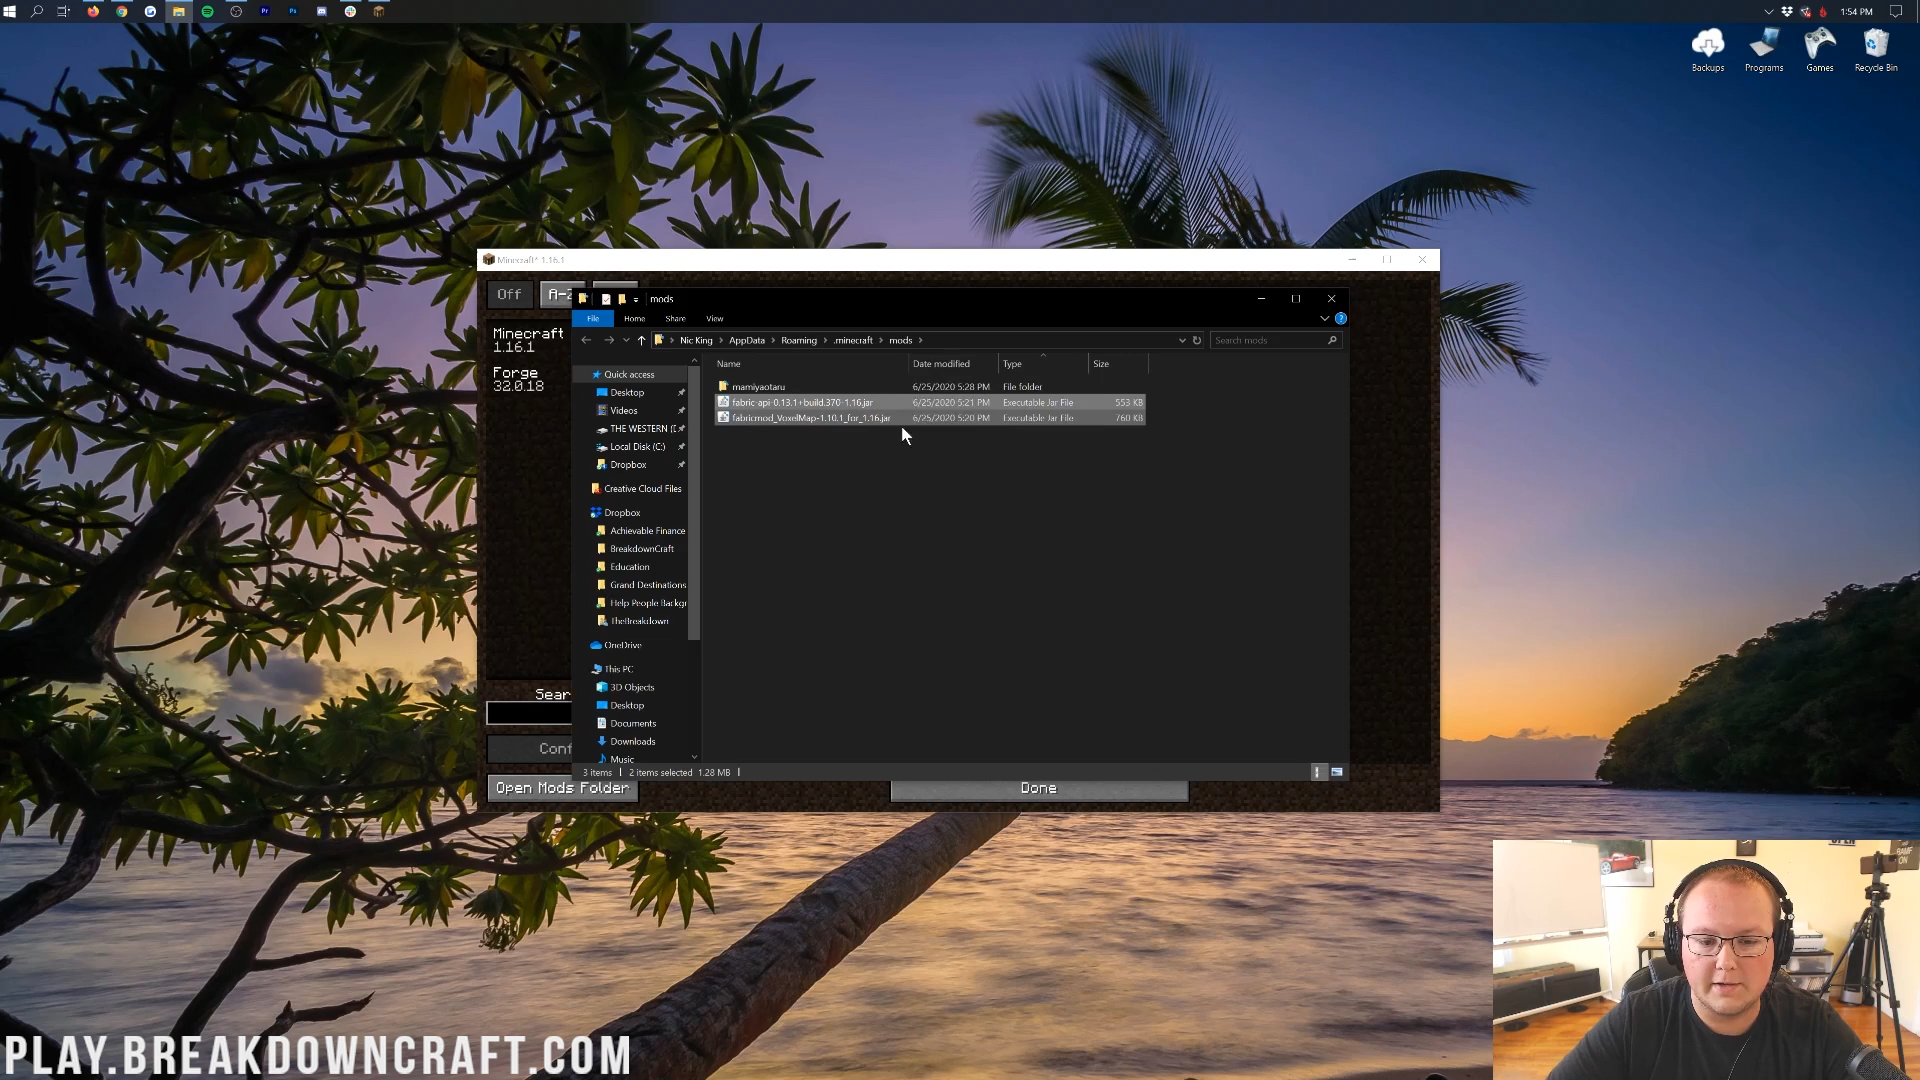 1:54 PM
Backups
Programs
Games
Recycle Bin
Minecraft* 1.16.1
Off
A-Z
Minecraft
1.16.1
Forge
32.0.18
mods
File
Home
Share
View
Nic King
AppData
Roaming
.minecraft
mods
Search mods
Name
Date modified
Type
Size
mamiyaotaru
6/25/2020 5:28 PM
File folder
fabric-api-0.13.1+build.370-1.16.jar
6/25/2020 5:21 PM
Executable Jar File
553 KB
fabricmod_VoxelMap-1.10.1_for_1.16.jar
6/25/2020 5:20 PM
Executable Jar File
760 KB
Quick access
Desktop
Videos
THE WESTERN
Local Disk (C:)
Dropbox
Creative Cloud Files
Dropbox
Achievable Finance
BreakdownCraft
Education
Grand Destinations
Help People Backgr
TheBreakdown
OneDrive
This PC
3D Objects
Desktop
Documents
Downloads
Music
3 items
2 items selected 1.28 MB
Sear
Conf
Open Mods Folder
Done
PLAY.BREAKDOWNCRAFT.COM